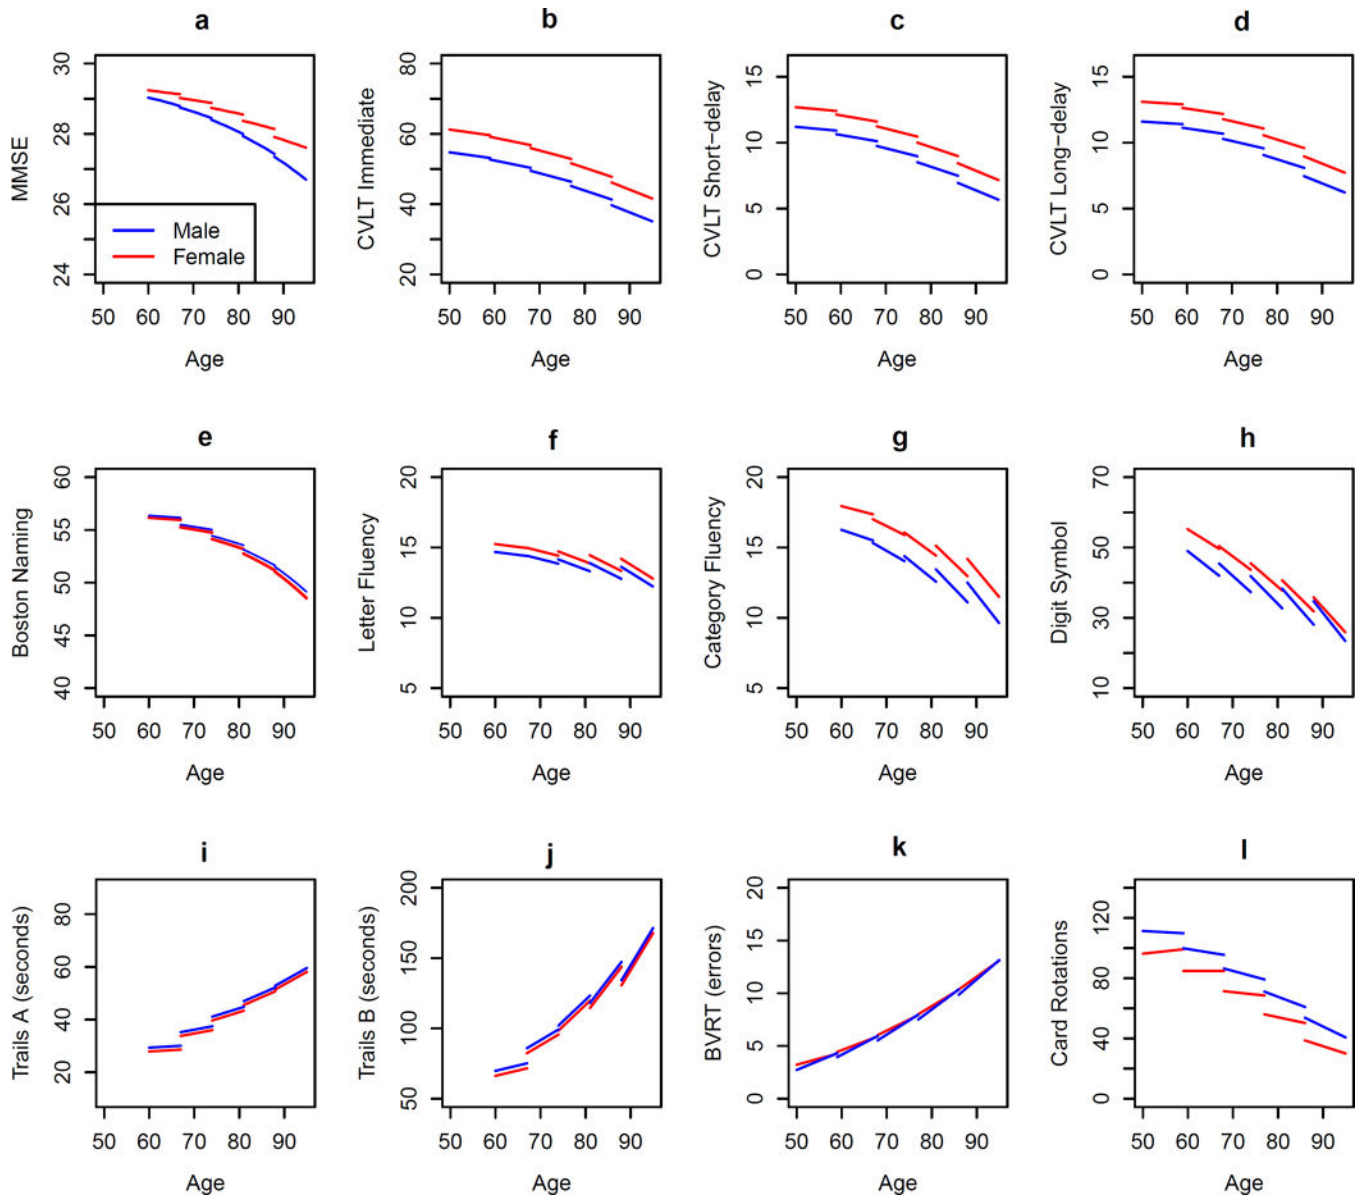 a b c d
MMSE
30
28
26
24
Male
Female
50 60 70 80 90
Age
CVLT Immediate
80
60
40
20
50 60 70 80 90
Age
CVLT Short-delay
15
10
5
0
50 60 70 80 90
Age
CVLT Long-delay
15
10
5
0
50 60 70 80 90
Age
e f g h
Boston Naming
60
55
50
45
40
50 60 70 80 90
Age
Letter Fluency
20
15
10
5
50 60 70 80 90
Age
Category Fluency
20
15
10
5
50 60 70 80 90
Age
Digit Symbol
70
50
30
10
50 60 70 80 90
Age
i j k l
Trails A (seconds)
80
60
40
20
50 60 70 80 90
Age
Trails B (seconds)
200
150
100
50
50 60 70 80 90
Age
BVRT (errors)
20
15
10
5
0
50 60 70 80 90
Age
Card Rotations
120
80
40
0
50 60 70 80 90
Age